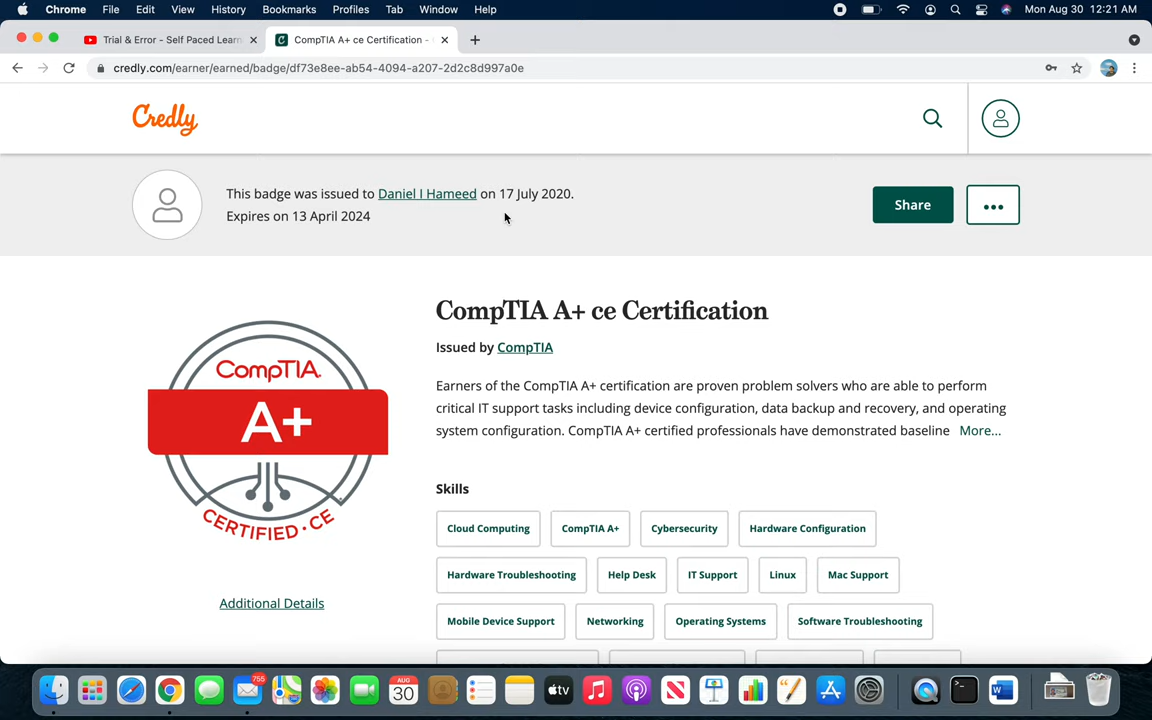 Chrome File Edit View History Bookmarks Profiles Tab Window Help Mon Aug 30 12:21 AM
Trial & Error - Self Paced Learn CompTIA A+ ce Certification -
credly.com/earner/earned/badge/df73e8ee-ab54-4094-a207-2d2c8d997a0e
Credly
This badge was issued to Daniel I Hameed on 17 July 2020.
Expires on 13 April 2024
Share
CompTIA A+ ce Certification
Issued by CompTIA
Earners of the CompTIA A+ certification are proven problem solvers who are able to perform
critical IT support tasks including device configuration, data backup and recovery, and operating
system configuration. CompTIA A+ certified professionals have demonstrated baseline More...
CompTIA.
A+
CERTIFIED•CE
Additional Details
Skills
Cloud Computing CompTIA A+ Cybersecurity Hardware Configuration
Hardware Troubleshooting Help Desk IT Support Linux Mac Support
Mobile Device Support Networking Operating Systems Software Troubleshooting
755
AUG
30
tv